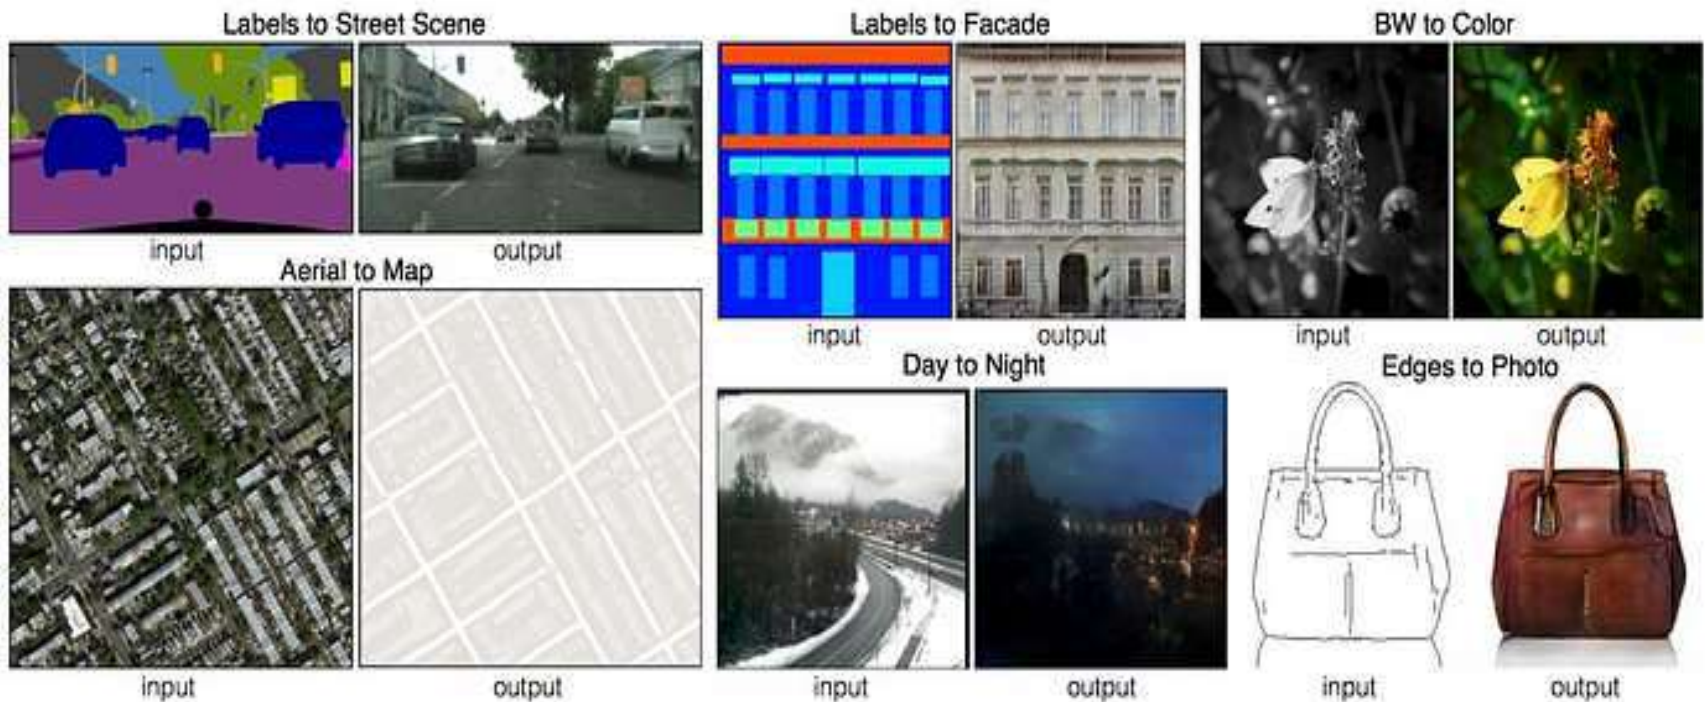 Labels to Street Scene
input
output
Labels to Facade
input
output
BW to Color
input
output
Aerial to Map
input
output
Day to Night
input
output
Edges to Photo
input
output